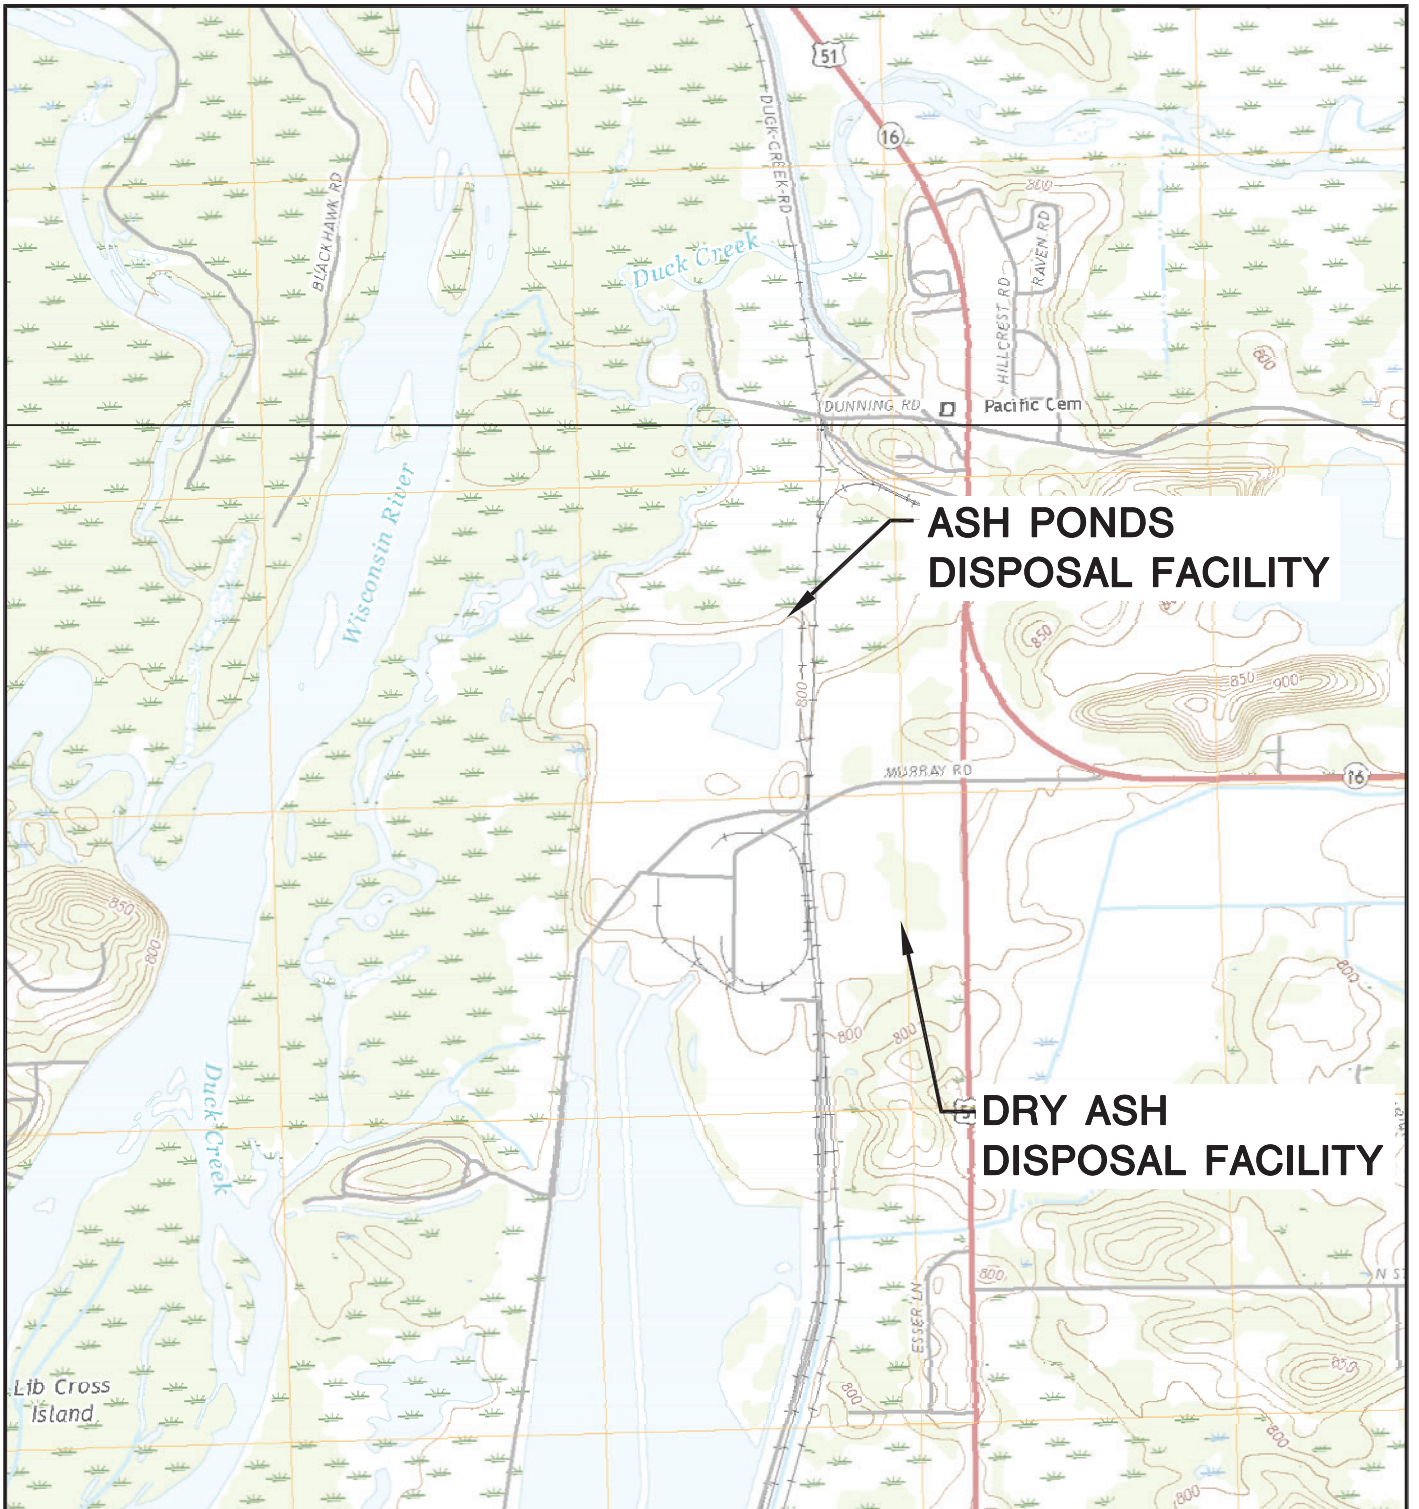 51
DUCK-CREEK-RD
16
BLACKHAWK RD
800
RAVEN RD
Duck Creek
HILLCREST RD
800
DUNNING RD
Pacific Cem
Wisconsin River
ASH PONDS
DISPOSAL FACILITY
850
850
900
800
MURRAY RD
16
850
800
800
800
800
Duck Creek
DRY ASH
DISPOSAL FACILITY
800
N ST
ESSER LN
850
Lib Cross
Island
800
800
800